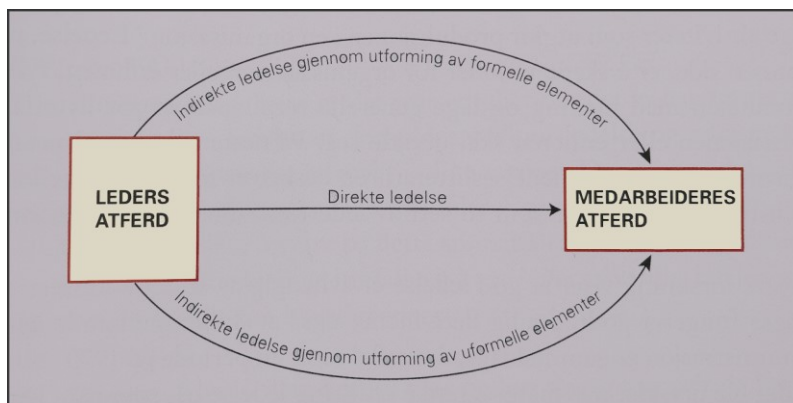 Indirekte ledelse gjennom utforming av formelle elementer
LEDERS
ATFERD
Direkte ledelse
MEDARBEIDERES
ATFERD
Indirekte ledelse gjennom utforming av uformelle elementer